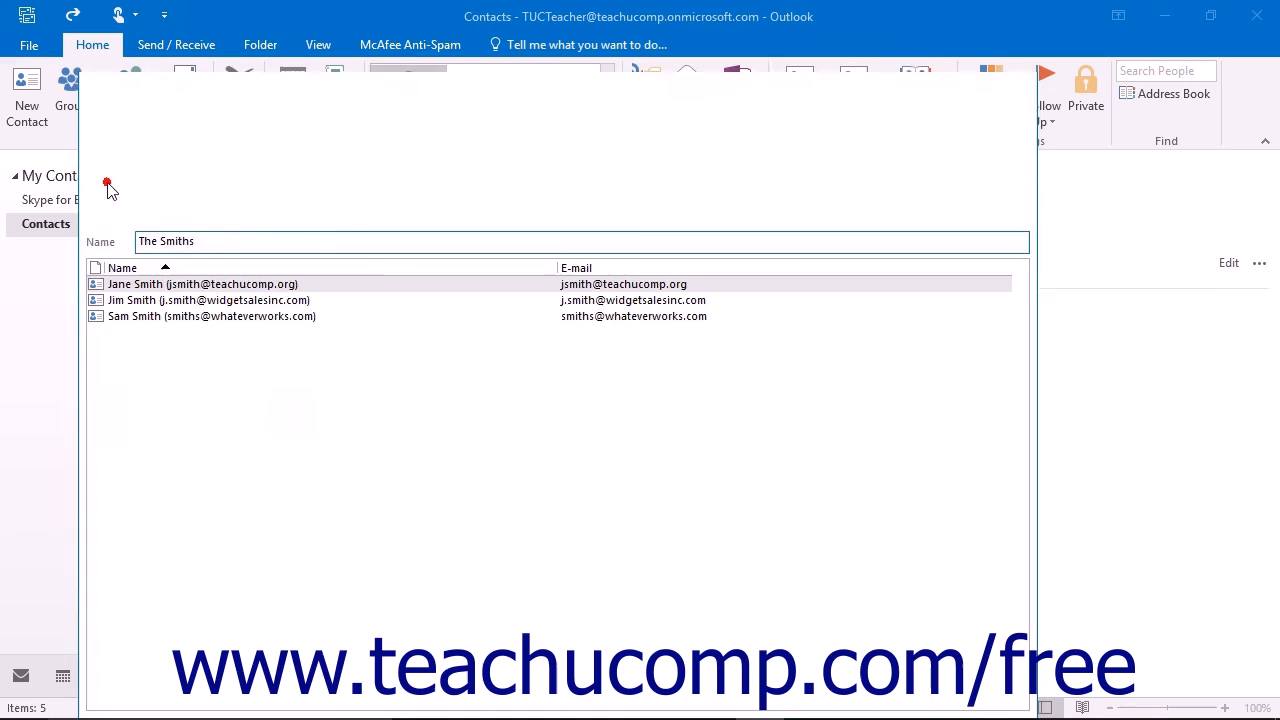 Contacts - TUCTeacher@teachucomp.onmicrosoft.com - Outlook
File Home Send / Receive Folder View McAfee Anti-Spam Tell me what you want to do...
New Contact
Search People
Address Book
Private
Up
Find
My Cont
Skype for
Contacts
Edit
Name The Smiths
Name E-mail
Jane Smith (jsmith@teachucomp.org) jsmith@teachucomp.org
Jim Smith (j.smith@widgetsalesinc.com) j.smith@widgetsalesinc.com
Sam Smith (smiths@whateverworks.com) smiths@whateverworks.com
www.teachucomp.com/free
Items: 5 100%